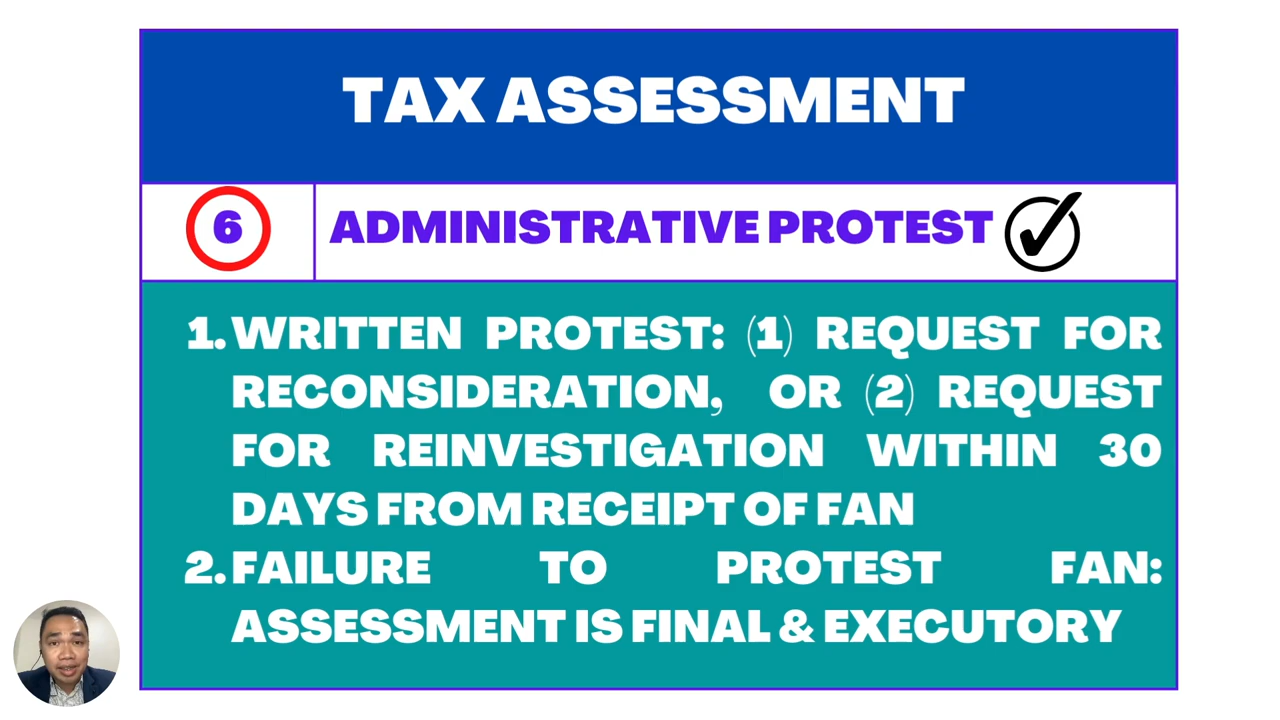 TAX ASSESSMENT
6 ADMINISTRATIVE PROTEST
1. WRITTEN PROTEST: (1) REQUEST FOR
RECONSIDERATION, OR (2) REQUEST
FOR REINVESTIGATION WITHIN 30
DAYS FROM RECEIPT OF FAN
2. FAILURE TO PROTEST FAN:
ASSESSMENT IS FINAL & EXECUTORY